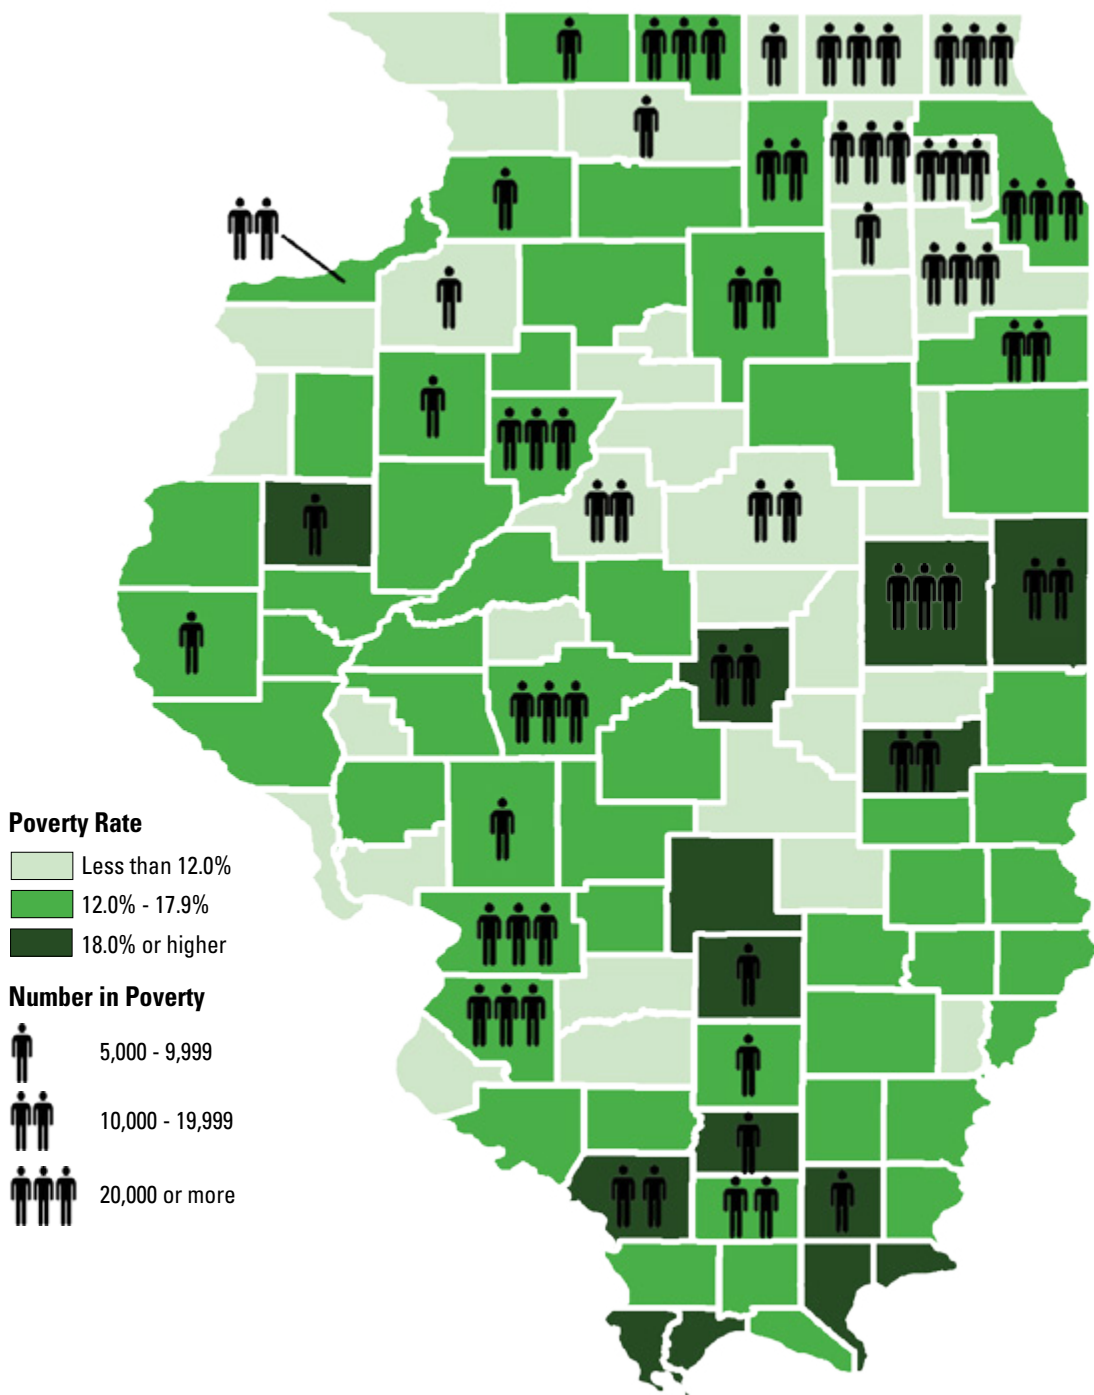 Poverty Rate
Less than 12.0%
12.0% - 17.9%
18.0% or higher
Number in Poverty
5,000 - 9,999
10,000 - 19,999
20,000 or more